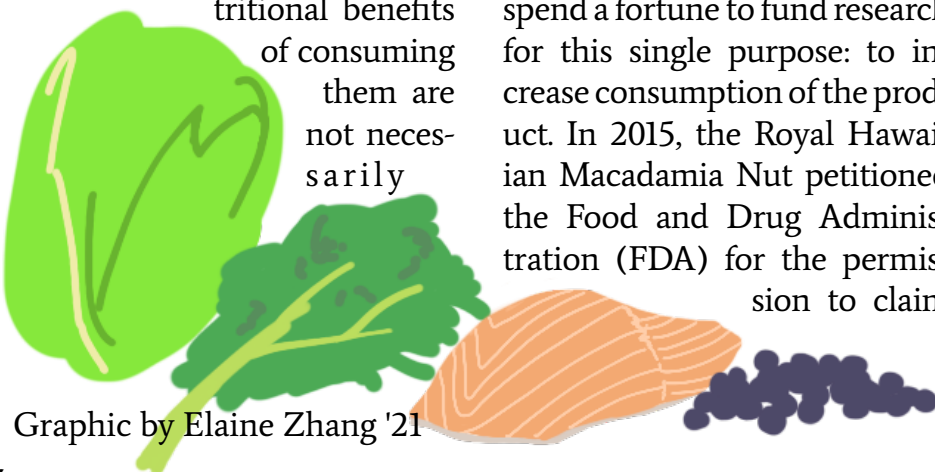 tritional benefits
of consuming
them are
not neces-
sarily
spend a fortune to fund research
for this single purpose: to in
crease consumption of the prod
uct. In 2015, the Royal Hawai
ian Macadamia Nut petitioned
the Food and Drug Adminis
tration (FDA) for the permis
sion to claim
Graphic by Elaine Zhang '21